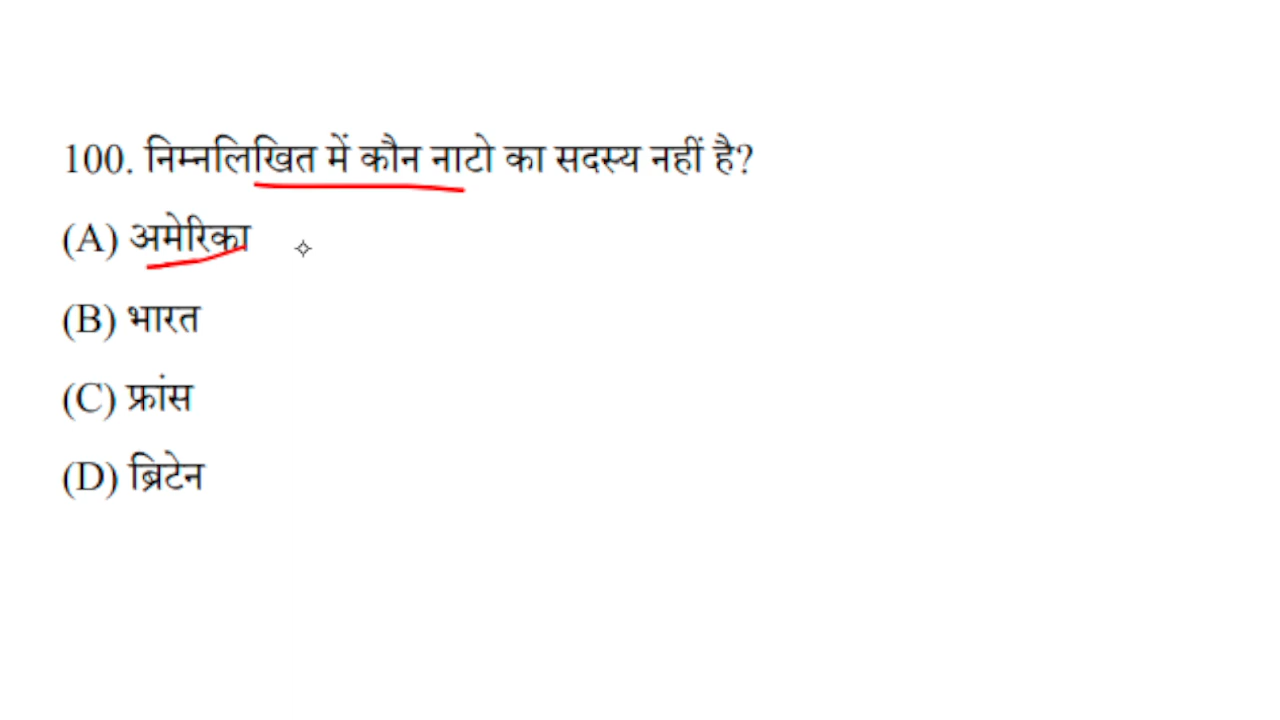 100. निम्नलिखित में कौन नाटो का सदस्य नहीं है?
(A) अमेरिका
(B) भारत
(C) फ्रांस
(D) ब्रिटेन